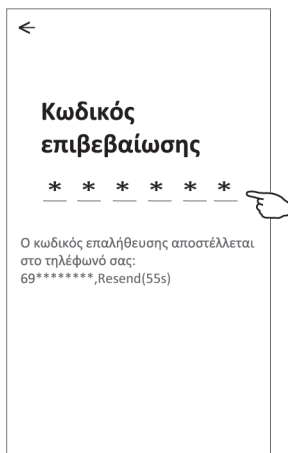 Κωδικός
επιβεβαίωσης
* * * * * *
Ο κωδικός επαλήθευσης αποστέλλεται
στο τηλέφωνό σας:
69********,Resend(55s)